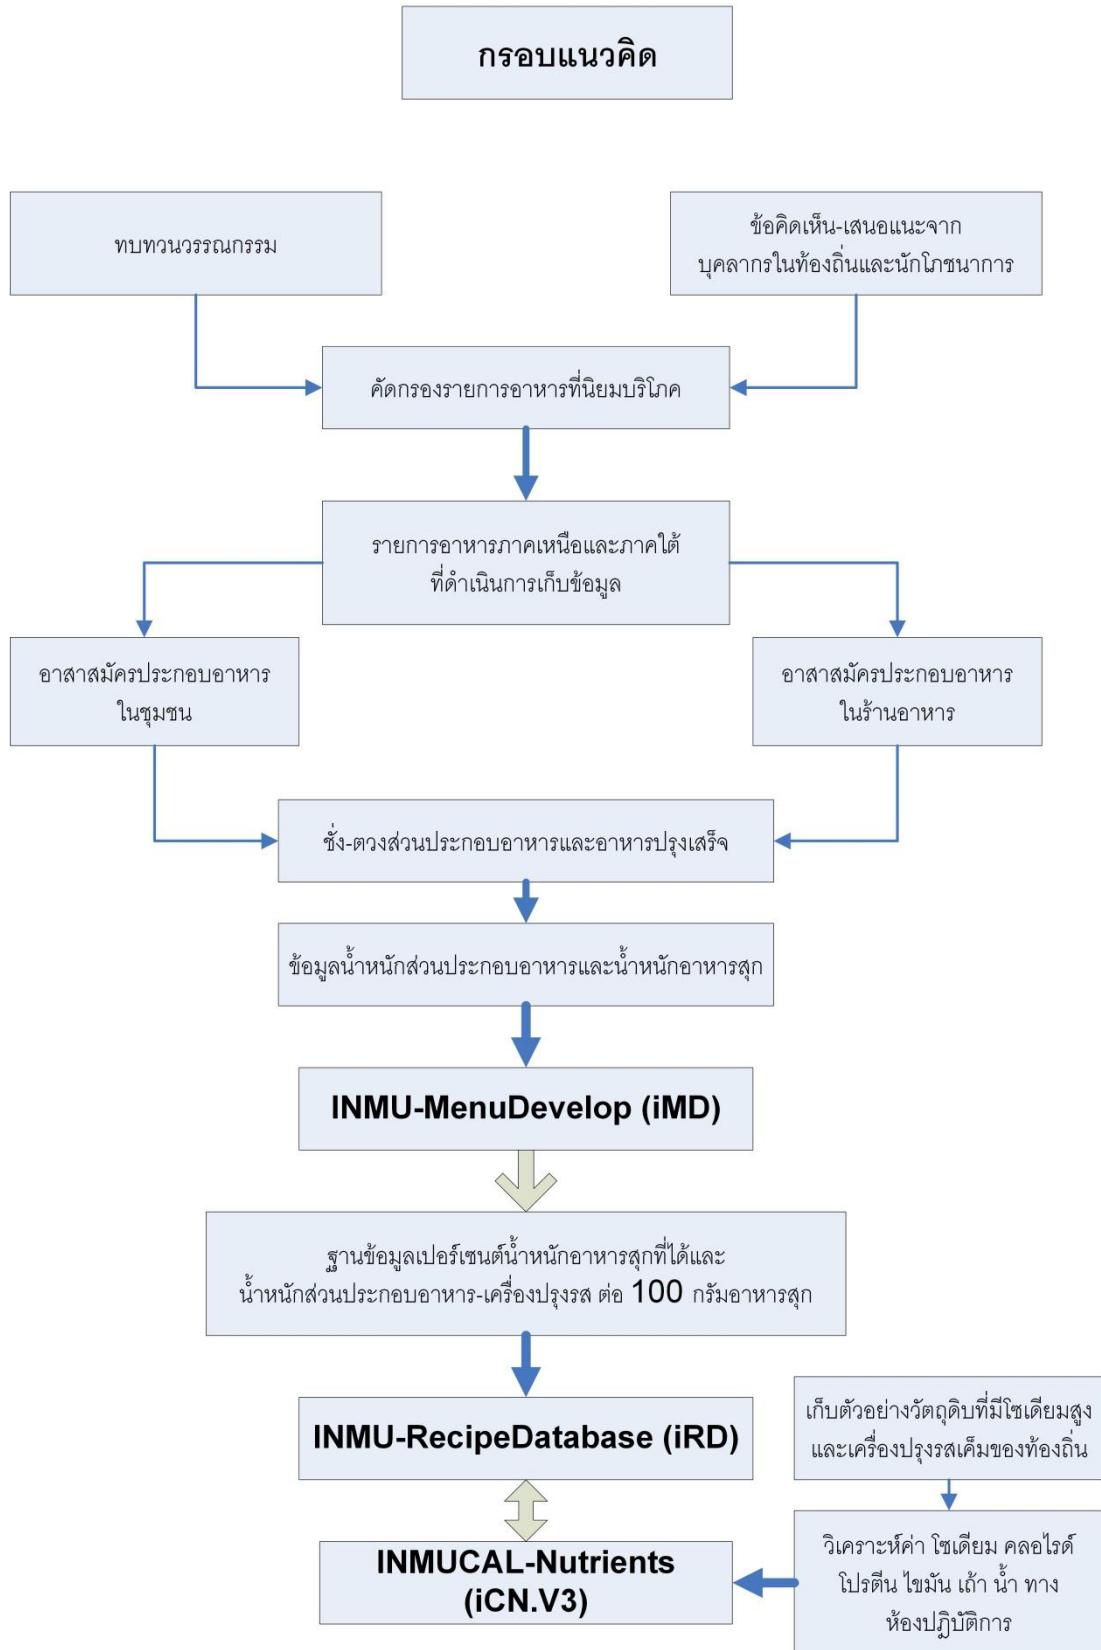 กรอบแนวคิด
ทบทวนวรรณกรรม
ข้อคิดเห็น-เสนอแนะจาก
บุคลากรในท้องถิ่นและนักโภชนาการ
คัดกรองรายการอาหารที่นิยมบริโภค
รายการอาหารภาคเหนือและภาคใต้
ที่ดำเนินการเก็บข้อมูล
อาสาสมัครประกอบอาหาร
ในชุมชน
อาสาสมัครประกอบอาหาร
ในร้านอาหาร
ชั่ง-ตวงส่วนประกอบอาหารและอาหารปรุงเสร็จ
ข้อมูลน้ำหนักส่วนประกอบอาหารและน้ำหนักอาหารสุก
INMU-MenuDevelop (iMD)
ฐานข้อมูลเปอร์เซนต์น้ำหนักอาหารสุกที่ได้และ
น้ำหนักส่วนประกอบอาหาร-เครื่องปรุงรส ต่อ 100 กรัมอาหารสุก
INMU-RecipeDatabase (iRD)
เก็บตัวอย่างวัตถุดิบที่มีโซเดียมสูง
และเครื่องปรุงรสเค็มของท้องถิ่น
INMUCAL-Nutrients
(iCN.V3)
วิเคราะห์ค่า โซเดียม คลอไรด์
โปรตีน ไขมัน เถ้า น้ำ ทาง
ห้องปฏิบัติการ